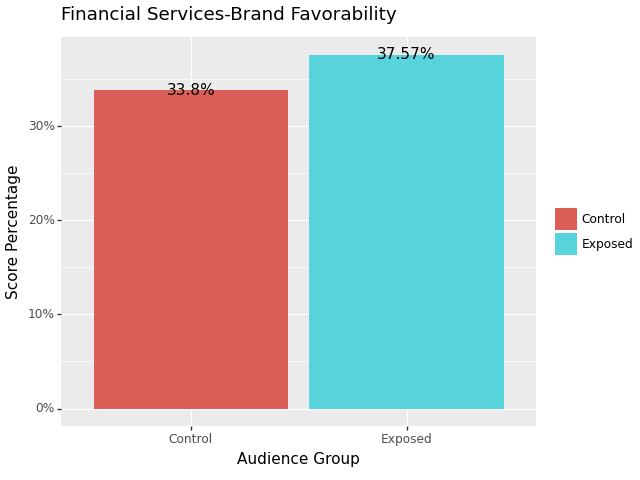 Financial Services-Brand Favorability
37.57%
33.8%
30%
20%
10%
0%
Score Percentage
Control
Exposed
Control Exposed
Audience Group